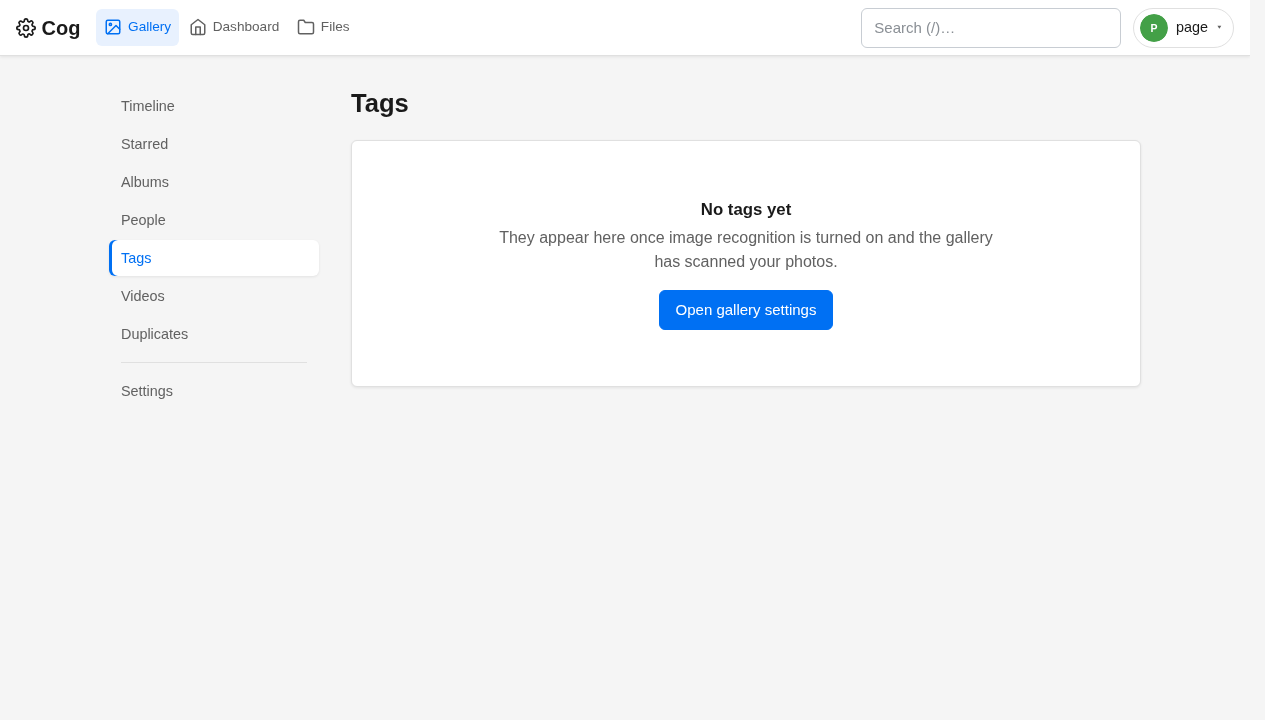 Cog
Gallery
Dashboard
Files
Search (/)…
P
page
Timeline
Starred
Albums
People
Tags
Videos
Duplicates
Settings
Tags
No tags yet
They appear here once image recognition is turned on and the gallery
has scanned your photos.
Open gallery settings